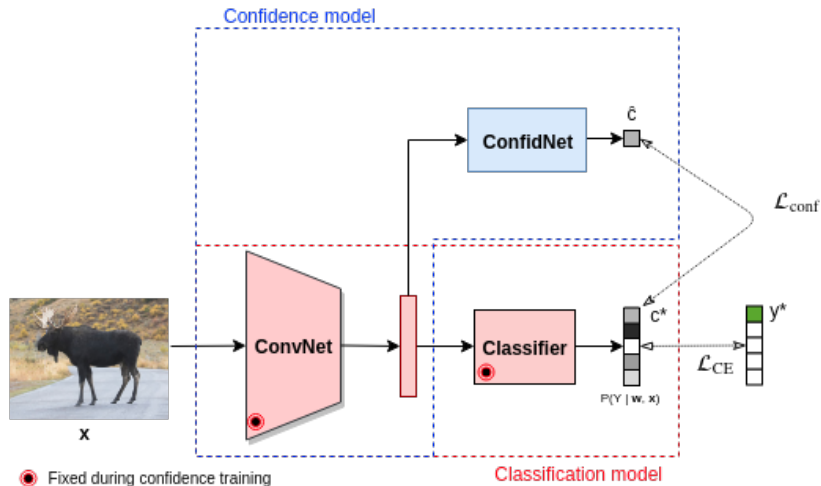 Confidence model
ĉ
ConfidNet
ℒconf
c*
y*
ConvNet
Classifier
ℒCE
P(Y | w, x)
x
Classification model
Fixed during confidence training